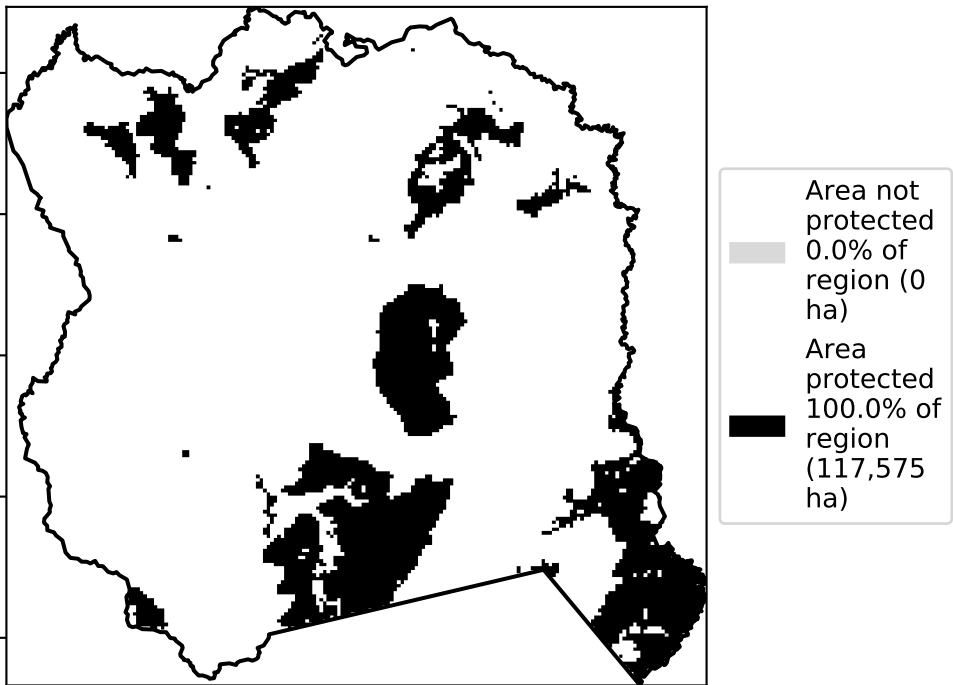 Area not
protected
0.0% of
region (0
ha)
Area
protected
100.0% of
region
(117,575
ha)